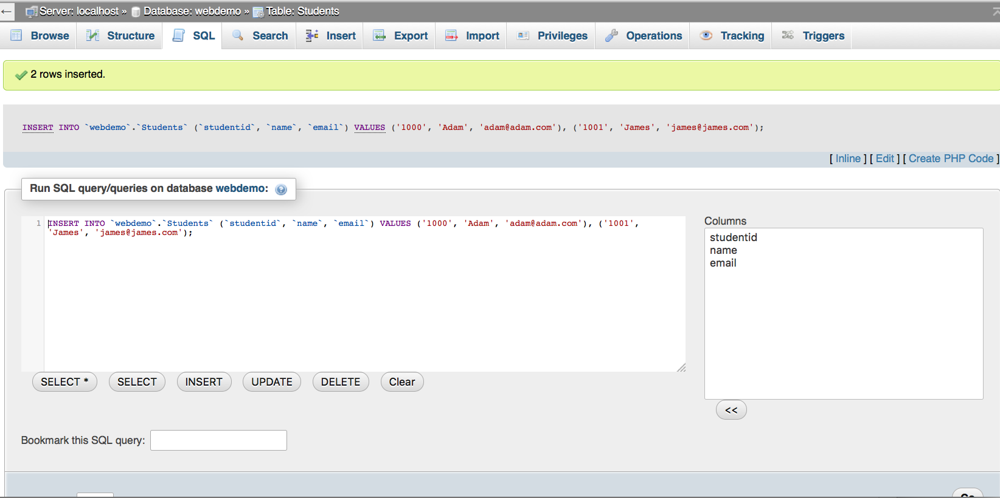 Server: localhost » Database: webdemo » Table: Students
Browse Structure SQL Search Insert Export Import Privileges Operations Tracking Triggers
2 rows inserted.
INSERT INTO `webdemo`.`Students` (`studentid`, `name`, `email`) VALUES ('1000', 'Adam', 'adam@adam.com'), ('1001', 'James', 'james@james.com');
[ Inline ] [ Edit ] [ Create PHP Code ]
Run SQL query/queries on database webdemo:
1 INSERT INTO `webdemo`.`Students` (`studentid`, `name`, `email`) VALUES ('1000', 'Adam', 'adam@adam.com'), ('1001',
'James', 'james@james.com');
Columns
studentid
name
email
SELECT * SELECT INSERT UPDATE DELETE Clear
<<
Bookmark this SQL query: